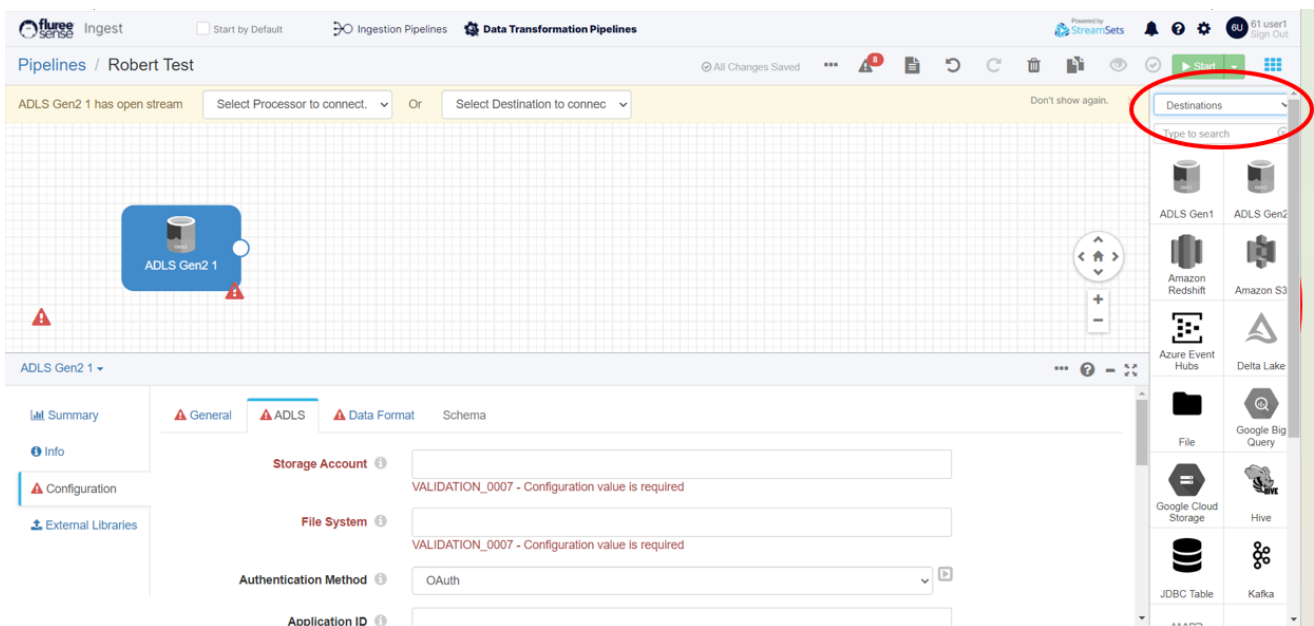 fluree sense Ingest Start by Default Ingestion Pipelines Data Transformation Pipelines Powered by StreamSets 6U 61 user1 Sign Out
Pipelines / Robert Test All Changes Saved 8 Start
ADLS Gen2 1 has open stream Select Processor to connect. Or Select Destination to connec Don't show again. Destinations
Type to search
ADLS Gen1 ADLS Gen2
ADLS Gen2 1
Amazon Redshift Amazon S3
Azure Event Hubs Delta Lake
ADLS Gen2 1
Summary General ADLS Data Format Schema
File Google Big Query
Info
Storage Account
VALIDATION_0007 - Configuration value is required
Configuration
Google Cloud Storage Hive
File System
External Libraries
VALIDATION_0007 - Configuration value is required
Authentication Method OAuth
JDBC Table Kafka
Application ID